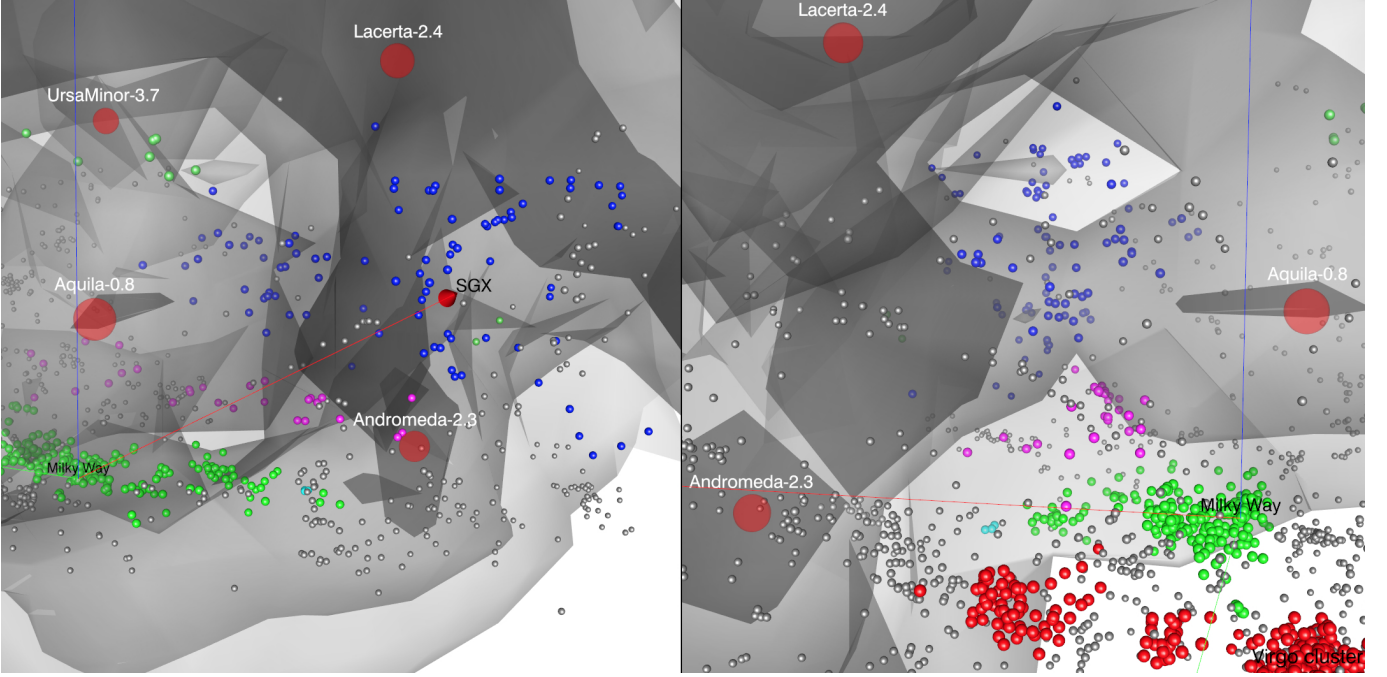 Lacerta-2.4
UrsaMinor-3.7
Aquila-0.8
SGX
Andromeda-2.3
Milky Way
Lacerta-2.4
Aquila-0.8
Andromeda-2.3
Milky Way
Virgo cluster